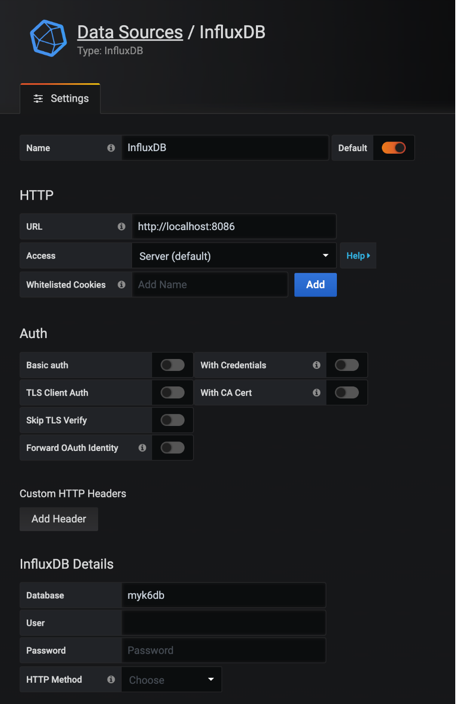 Data Sources / InfluxDB
Type: InfluxDB
Settings
Name InfluxDB Default
HTTP
URL http://localhost:8086
Access Server (default) Help
Whitelisted Cookies Add Name Add
Auth
Basic auth With Credentials
TLS Client Auth With CA Cert
Skip TLS Verify
Forward OAuth Identity
Custom HTTP Headers
Add Header
InfluxDB Details
Database myk6db
User
Password Password
HTTP Method Choose